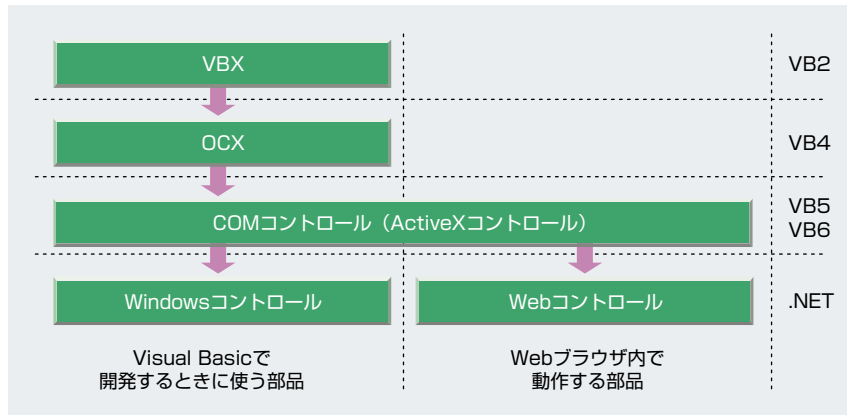 VBX
VB2
OCX
VB4
COMコントロール（ActiveXコントロール）
VB5
VB6
Windowsコントロール
Webコントロール
.NET
Visual Basicで
開発するときに使う部品
Webブラウザ内で
動作する部品